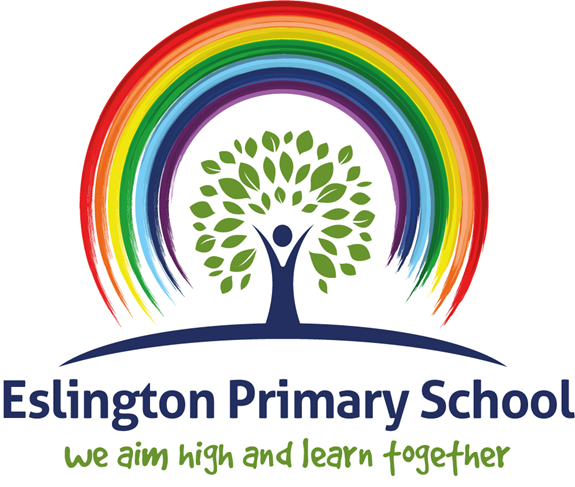 Eslington Primary School
we aim high and learn together